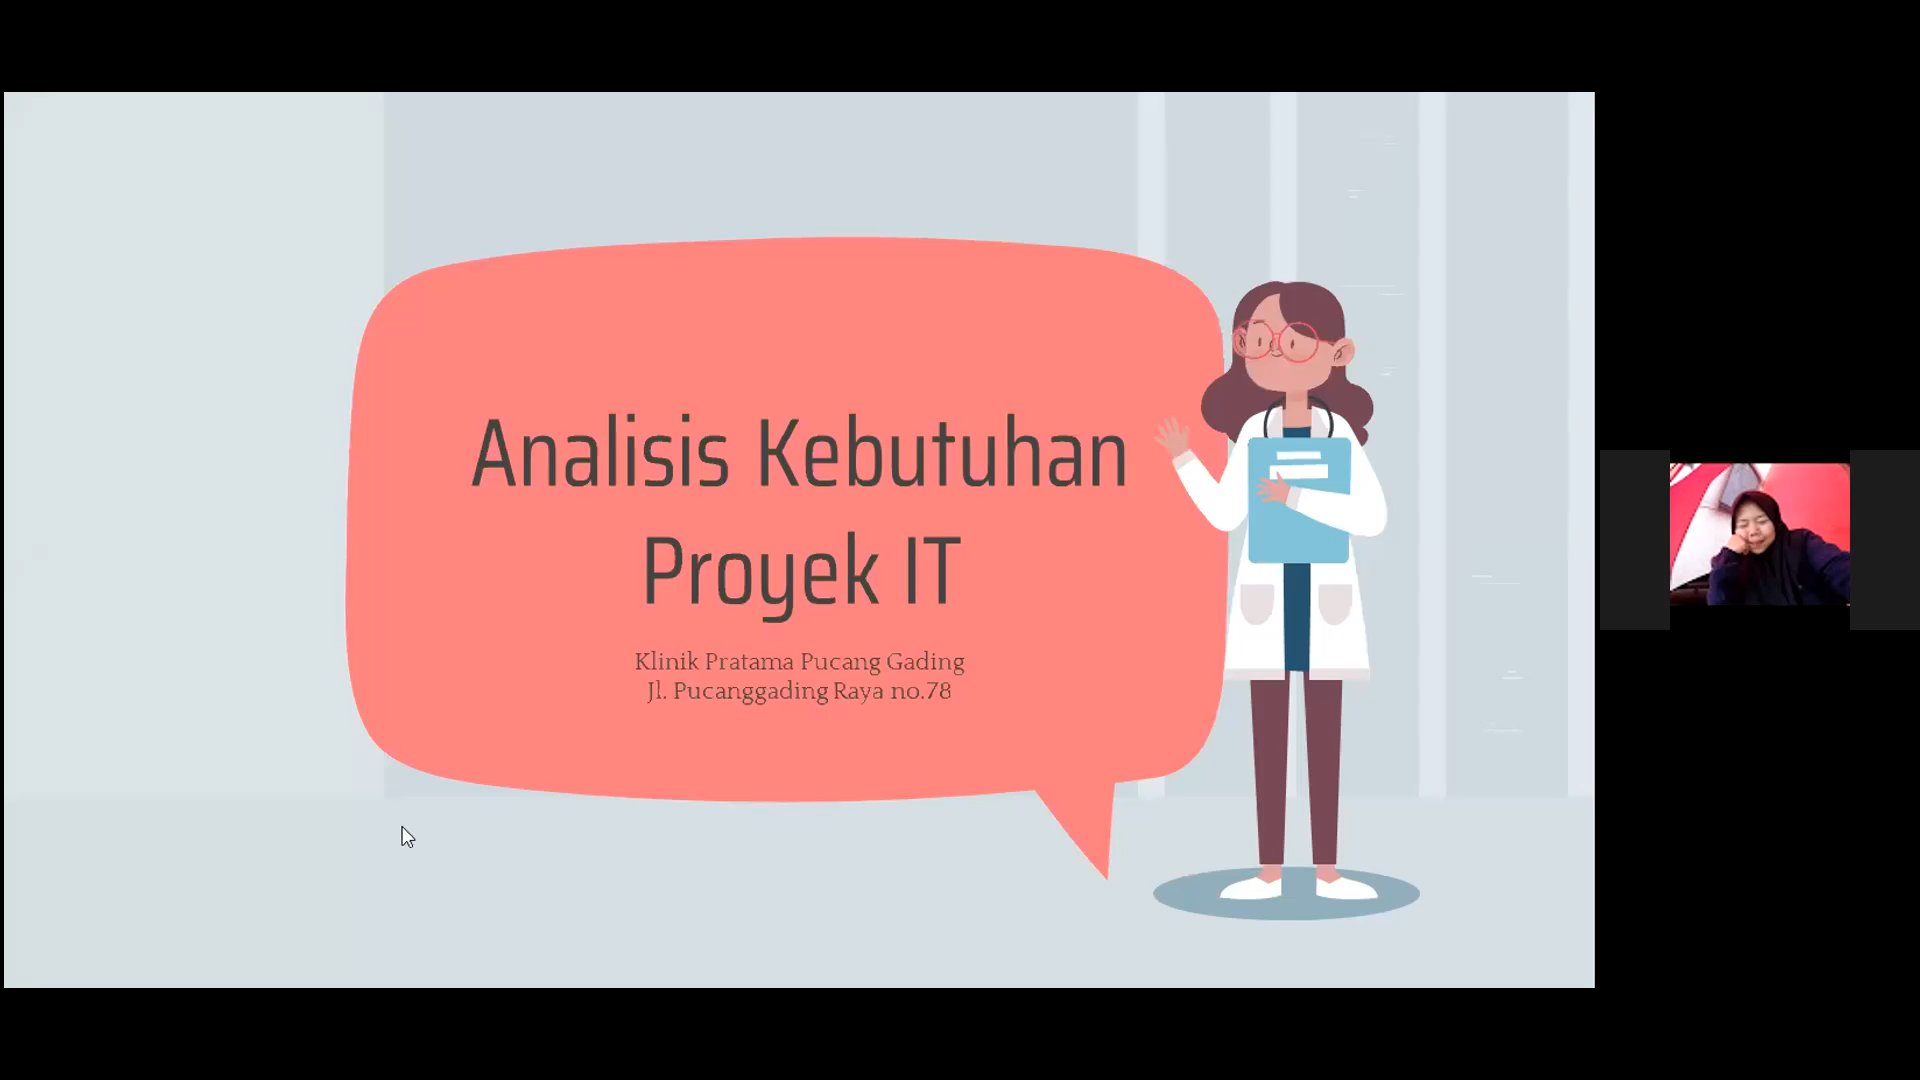 Analisis Kebutuhan
Proyek IT
Klinik Pratama Pucang Gading
Jl. Pucanggading Raya no.78